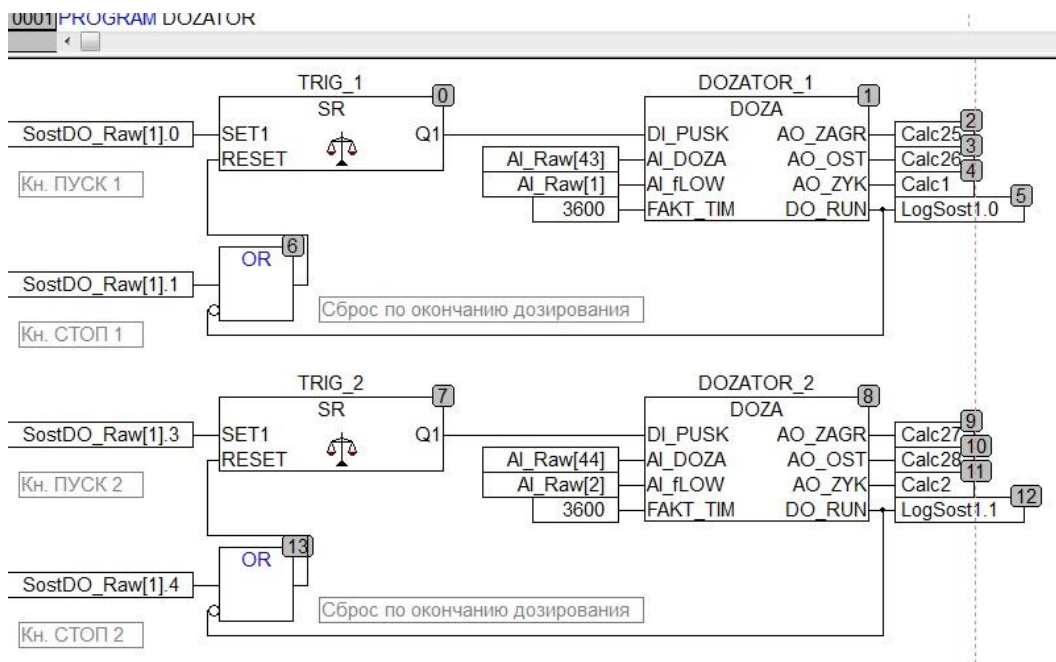 0001 PROGRAM DOZATOR
TRIG_1
0
SR
SostDO_Raw[1].0
SET1
Q1
RESET
Кн. ПУСК 1
DOZATOR_1
1
DOZA
DI_PUSK
AO_ZAGR
Calc25
2
AI_Raw[43]
AI_DOZA
AO_OST
Calc26
3
AI_Raw[1]
AI_fLOW
AO_ZYK
Calc1
4
3600
FAKT_TIM
DO_RUN
LogSost1.0
5
OR
6
SostDO_Raw[1].1
Сброс по окончанию дозирования
Кн. СТОП 1
TRIG_2
7
SR
SostDO_Raw[1].3
SET1
Q1
RESET
Кн. ПУСК 2
DOZATOR_2
8
DOZA
DI_PUSK
AO_ZAGR
Calc27
9
AI_Raw[44]
AI_DOZA
AO_OST
Calc28
10
AI_Raw[2]
AI_fLOW
AO_ZYK
Calc2
11
3600
FAKT_TIM
DO_RUN
LogSost1.1
12
OR
13
SostDO_Raw[1].4
Сброс по окончанию дозирования
Кн. СТОП 2